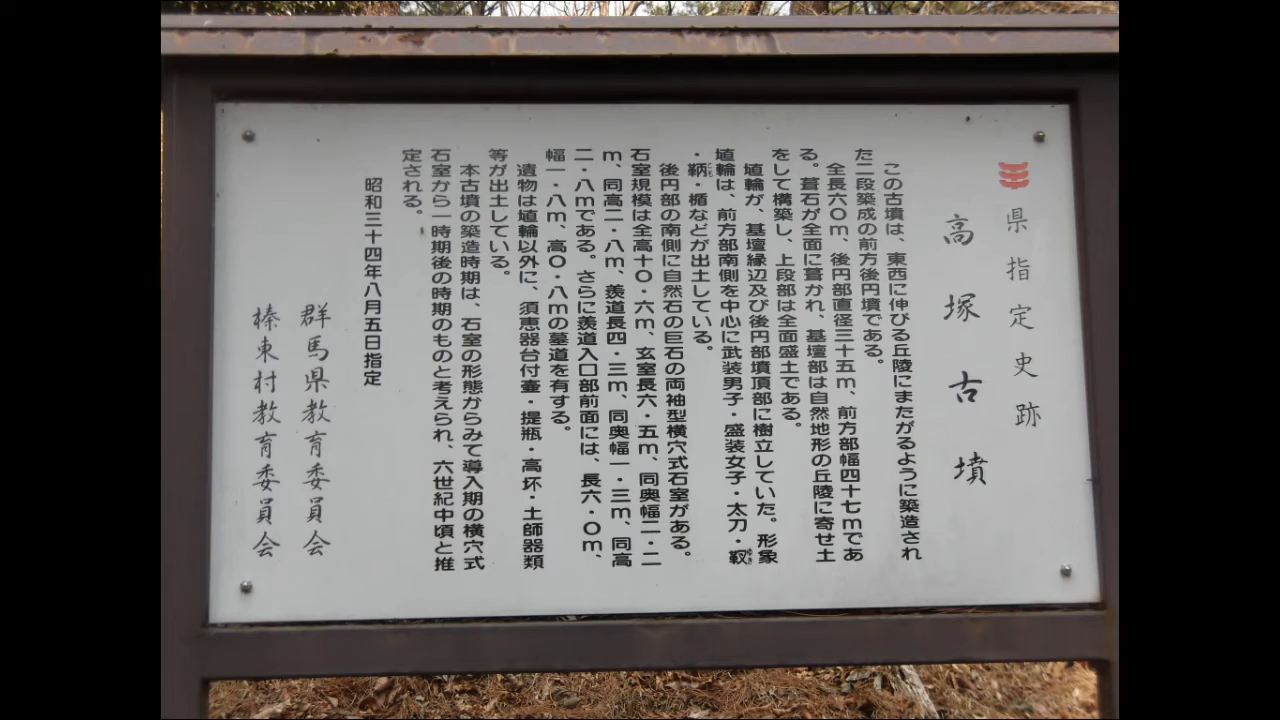 県指定史跡
高塚古墳
この古墳は、東西に伸びる丘陵にまたがるように築造され
た二段築成の前方後円墳である。
全長六〇m、後円部直径三十五m、前方部幅四十七mであ
る。葺石が全面に葺かれ、基壇部は自然地形の丘陵に寄せ土
をして構築し、上段部は全面盛土である。
埴輪が、基壇縁辺及び後円部墳頂部に樹立していた。形象
埴輪は、前方部南側を中心に武装男子・盛装女子・太刀・靫
・鞆・楯などが出土している。
後円部の南側に自然石の巨石の両袖型横穴式石室がある。
石室規模は全高十〇・六m、玄室長六・五m、同奥幅二・二
m、同高二・八m、羨道長四・三m、同奥幅一・三m、同高
二・八mである。さらに羨道入口部前面には、長六・〇m、
幅一・八m、高〇・八mの墓道を有する。
遺物は埴輪以外に、須恵器台付壷・提瓶・高坏・土師器類
等が出土している。
本古墳の築造時期は、石室の形態からみて導入期の横穴式
石室から一時期後の時期のものと考えられ、六世紀中頃と推
定される。
昭和三十四年八月五日指定
群馬県教育委員会
榛東村教育委員会